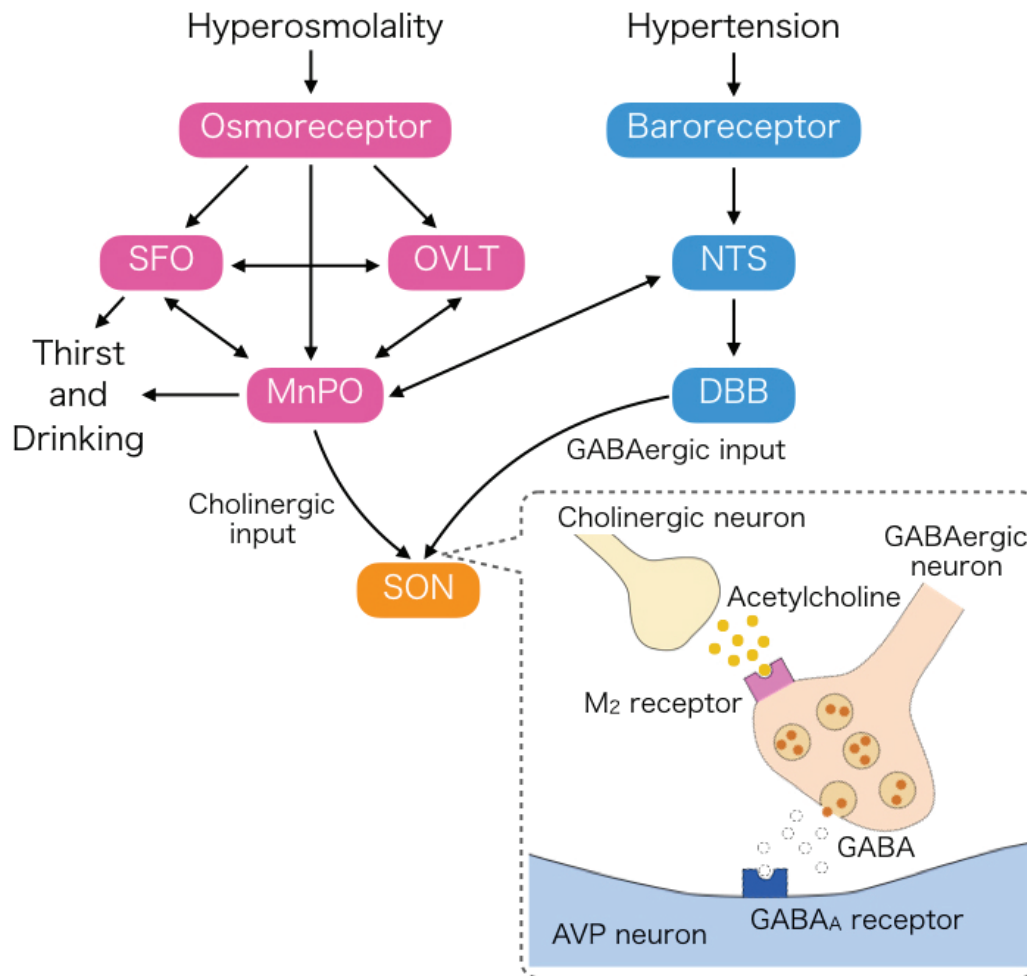 Hyperosmolality
Hypertension
Osmoreceptor
Baroreceptor
SFO
OVLT
NTS
Thirst
and
Drinking
MnPO
DBB
GABAergic input
Cholinergic
input
SON
Cholinergic neuron
GABAergic
neuron
Acetylcholine
M₂ receptor
GABA
GABAᴀ receptor
AVP neuron